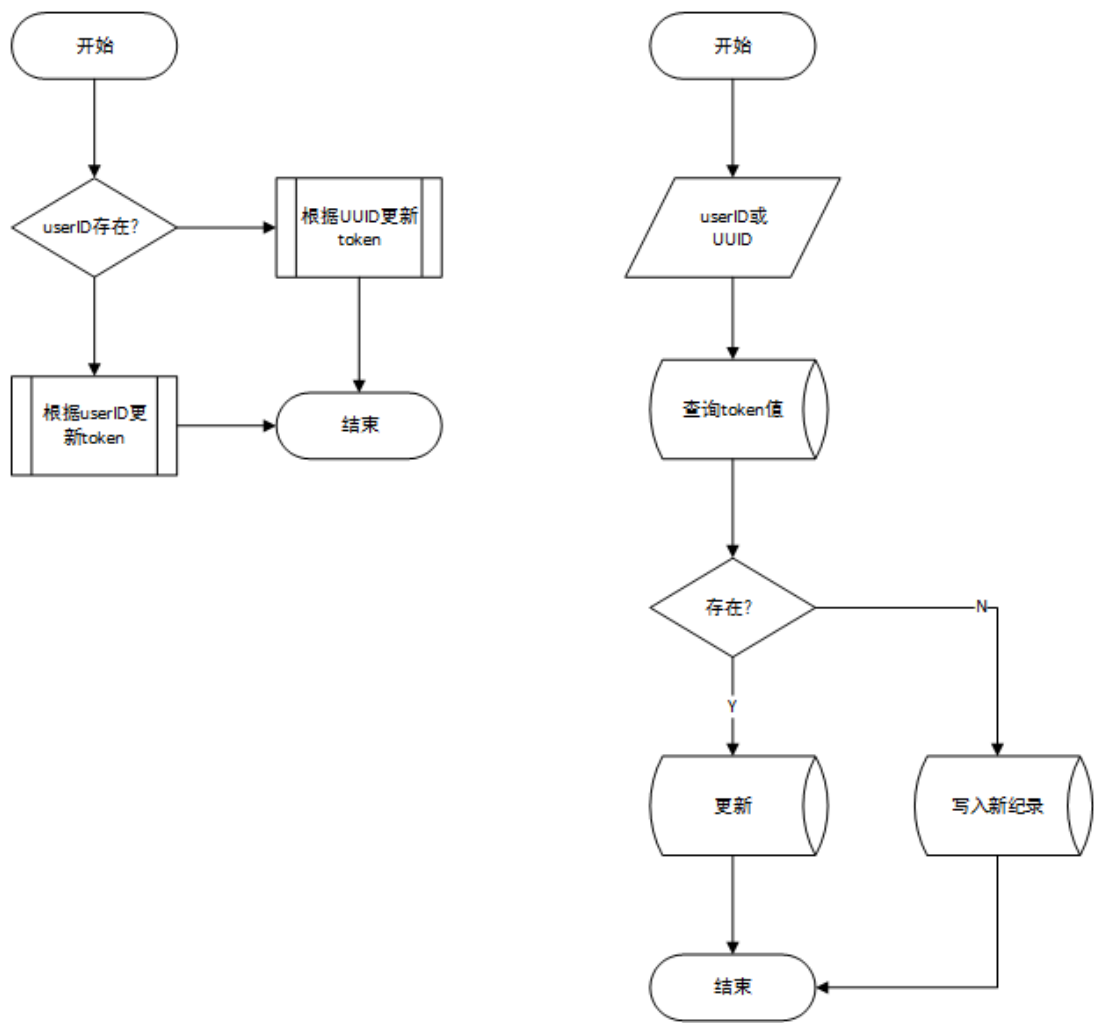 开始
userID存在?
根据UUID更新
token
根据userID更
新token
结束
开始
userID或
UUID
查询token值
存在?
N
Y
更新
写入新纪录
结束